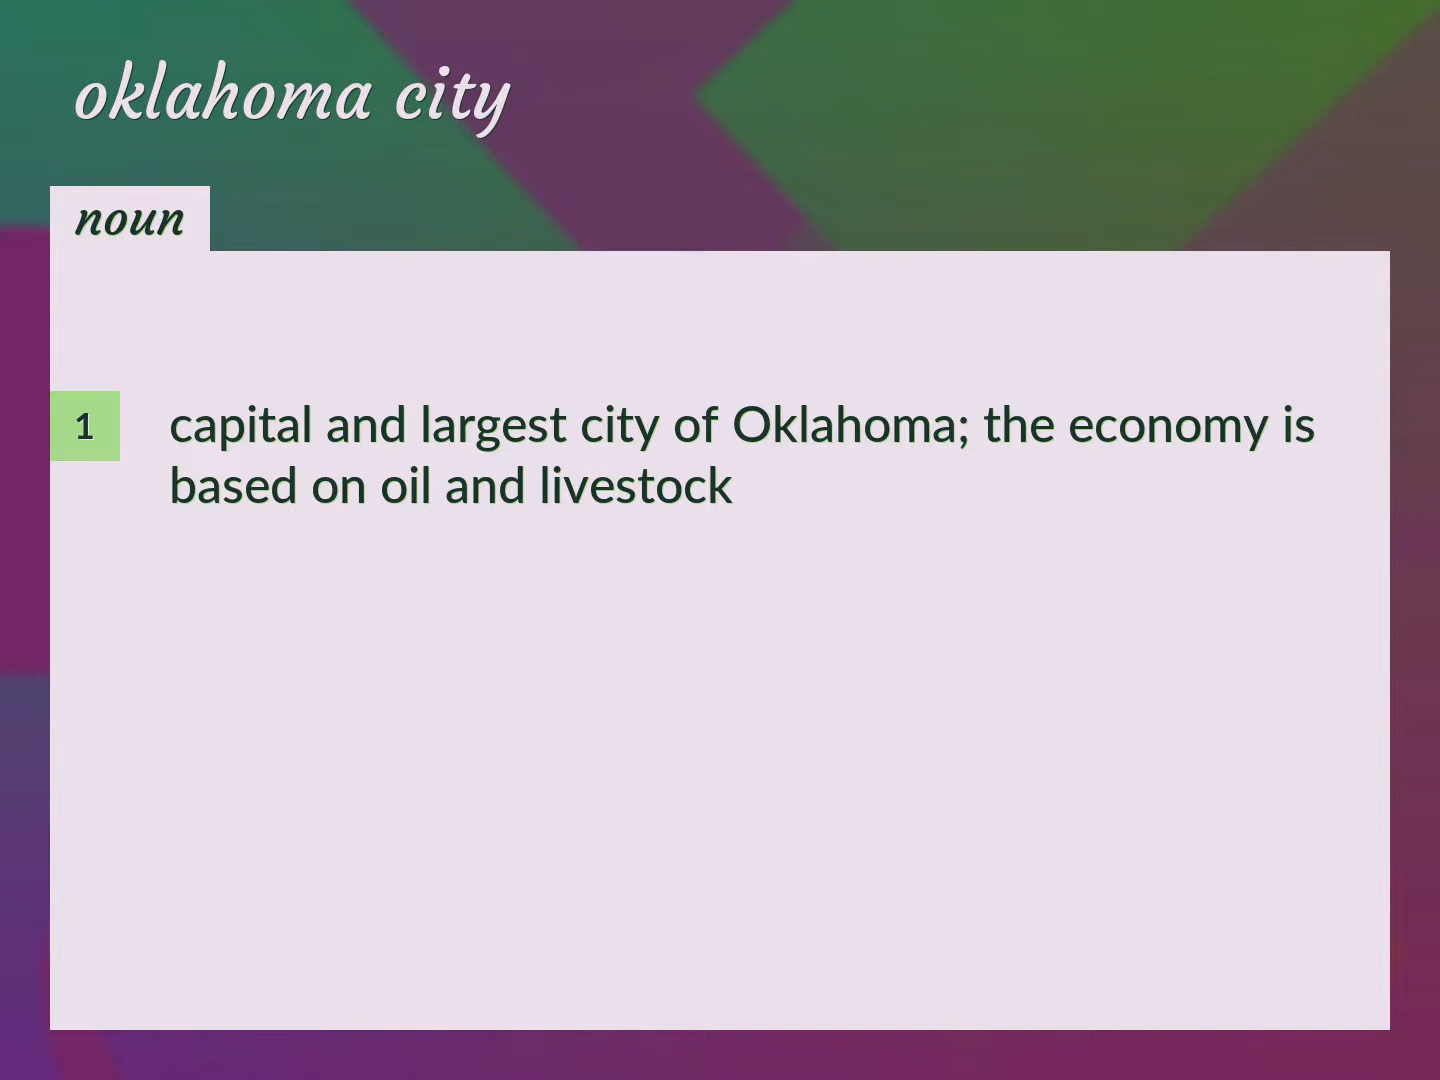 oklahoma city
noun
1 capital and largest city of Oklahoma; the economy is
based on oil and livestock